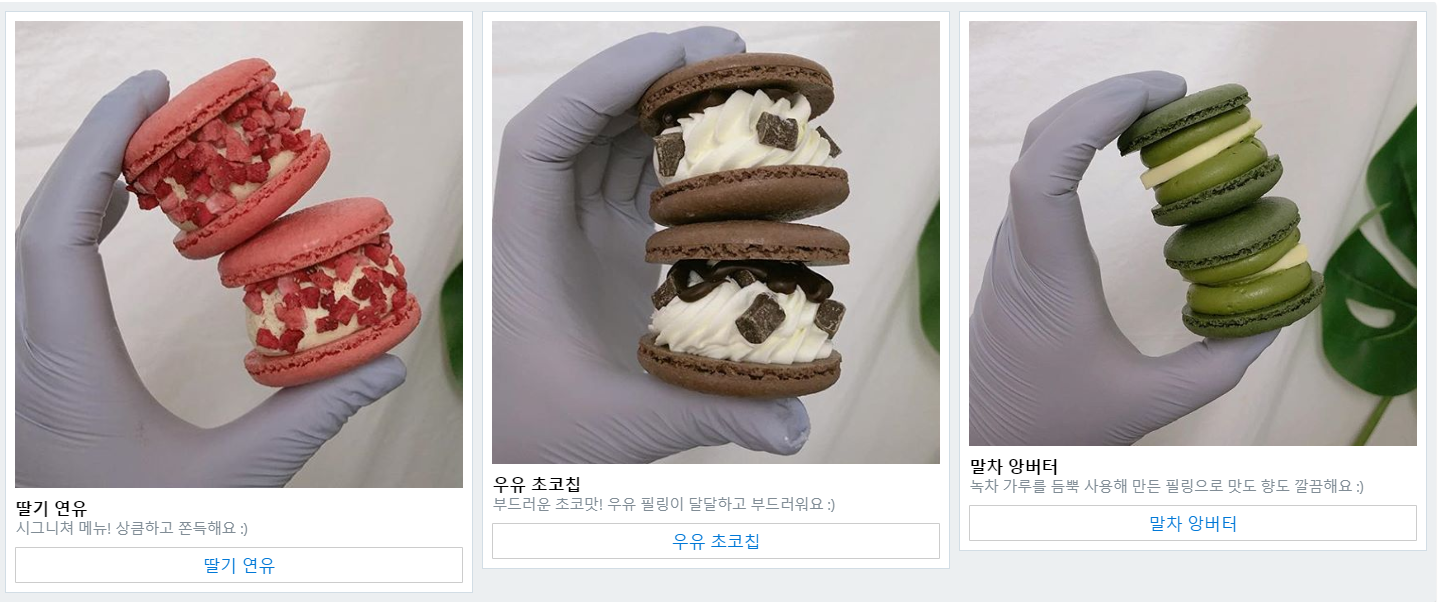 딸기 연유
시그니쳐 메뉴! 상큼하고 쫀득해요 :)
딸기 연유
우유 초코칩
부드러운 초코맛! 우유 필링이 달달하고 부드러워요 :)
우유 초코칩
말차 앙버터
녹차 가루를 듬뿍 사용해 만든 필링으로 맛도 향도 깔끔해요 :)
말차 앙버터